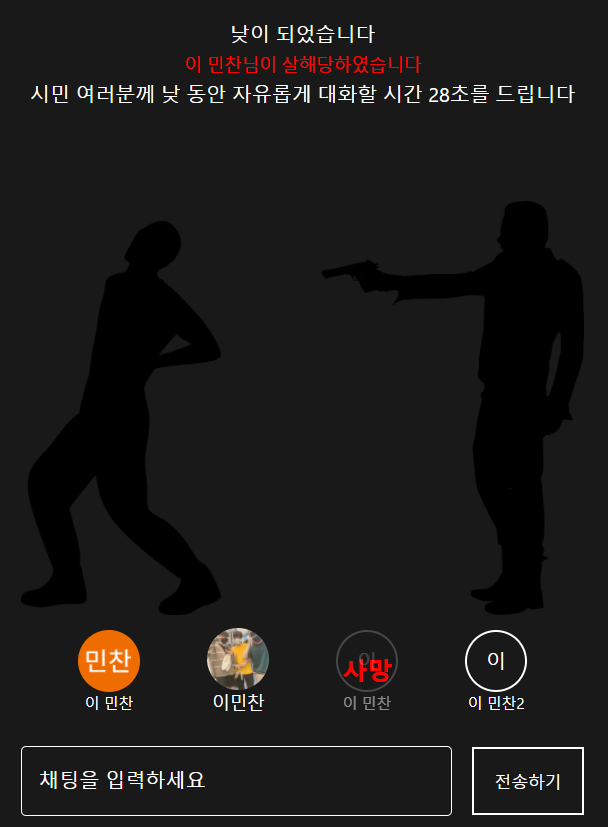 낮이 되었습니다
이 민찬님이 살해당하였습니다
시민 여러분께 낮 동안 자유롭게 대화할 시간 28초를 드립니다
민찬
이 민찬
이민찬
이
사망
이 민찬
이
이 민찬2
채팅을 입력하세요
전송하기